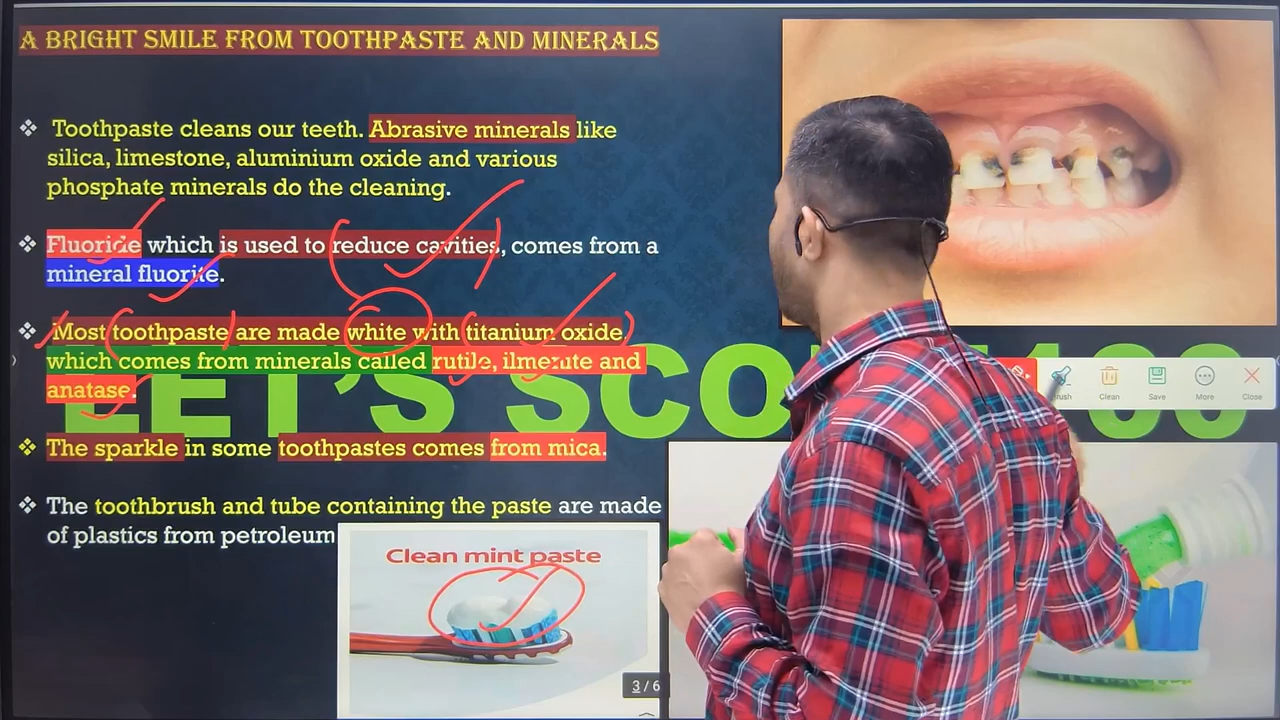 A BRIGHT SMILE FROM TOOTHPASTE AND MINERALS
❖ Toothpaste cleans our teeth. Abrasive minerals like
silica, limestone, aluminium oxide and various
phosphate minerals do the cleaning.
❖ Fluoride which is used to reduce cavities, comes from a
mineral fluorite.
❖ Most toothpaste are made white with titanium oxide
which comes from minerals called rutile, ilmenite and
anatase.
LET'S SCO 100
Brush Clean Save More Close
❖ The sparkle in some toothpastes comes from mica.
❖ The toothbrush and tube containing the paste are made
of plastics from petroleum
Clean mint paste
3 / 6